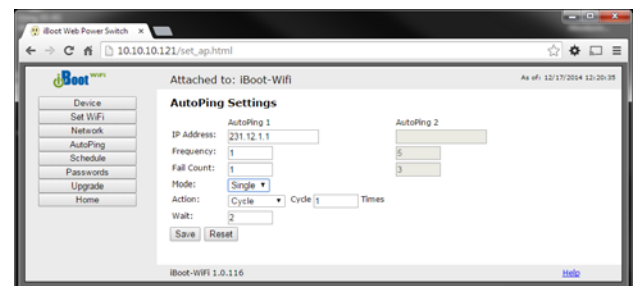 iBoot Web Power Switch
10.10.10.121/set_ap.html
iBoot WiFi
Attached to: iBoot-Wifi
As of: 12/17/2014 12:20:35
Device
Set WiFi
Network
AutoPing
Schedule
Passwords
Upgrade
Home
AutoPing Settings
AutoPing 1 AutoPing 2
IP Address: 231.12.1.1
Frequency: 1 5
Fail Count: 1 3
Mode: Single
Action: Cycle Cycle 1 Times
Wait: 2
Save Reset
iBoot-WiFi 1.0.116 Help